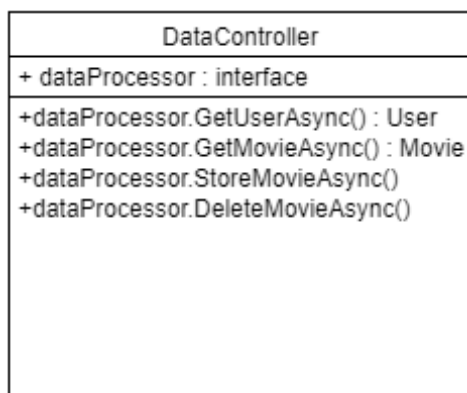 DataController
+ dataProcessor : interface
+dataProcessor.GetUserAsync() : User
+dataProcessor.GetMovieAsync() : Movie
+dataProcessor.StoreMovieAsync()
+dataProcessor.DeleteMovieAsync()